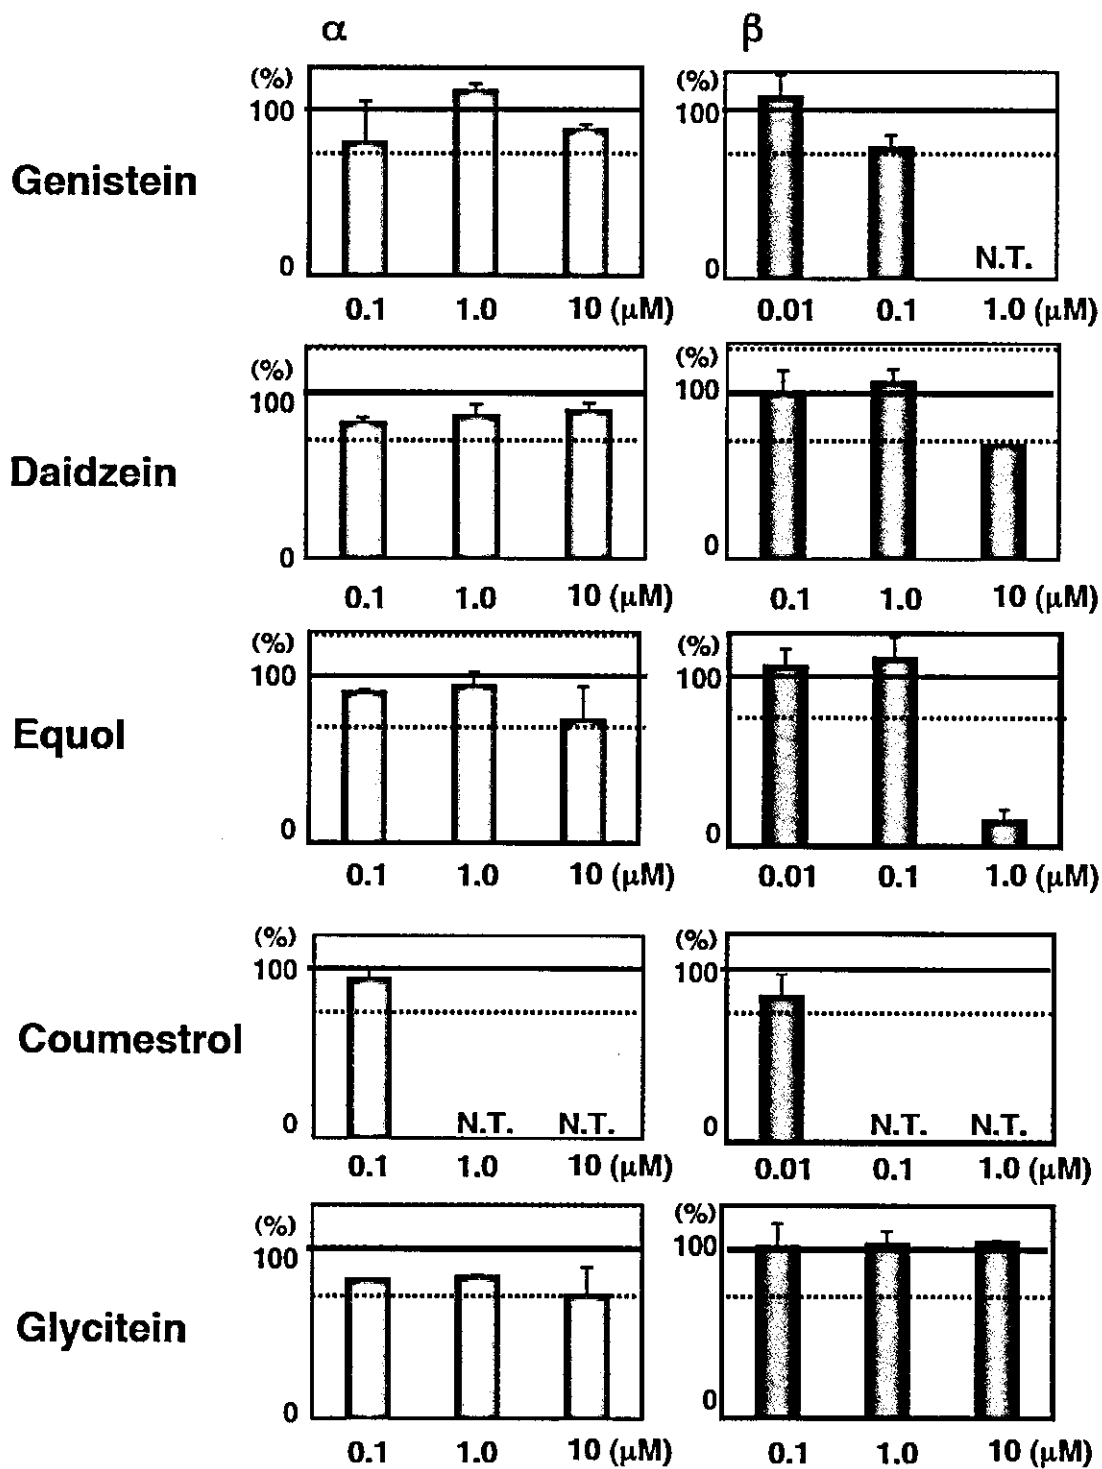 α β
(%) (%)
100 100
Genistein
0 0 N.T.
0.1 1.0 10 (μM) 0.01 0.1 1.0 (μM)
(%) (%)
100 100
Daidzein
0 0
0.1 1.0 10 (μM) 0.1 1.0 10 (μM)
(%) (%)
100 100
Equol
0 0
0.1 1.0 10 (μM) 0.01 0.1 1.0 (μM)
(%) (%)
100 100
Coumestrol
0 N.T. N.T. 0 N.T. N.T.
0.1 1.0 10 (μM) 0.01 0.1 1.0 (μM)
(%) (%)
100 100
Glycitein
0 0
0.1 1.0 10 (μM) 0.1 1.0 10 (μM)